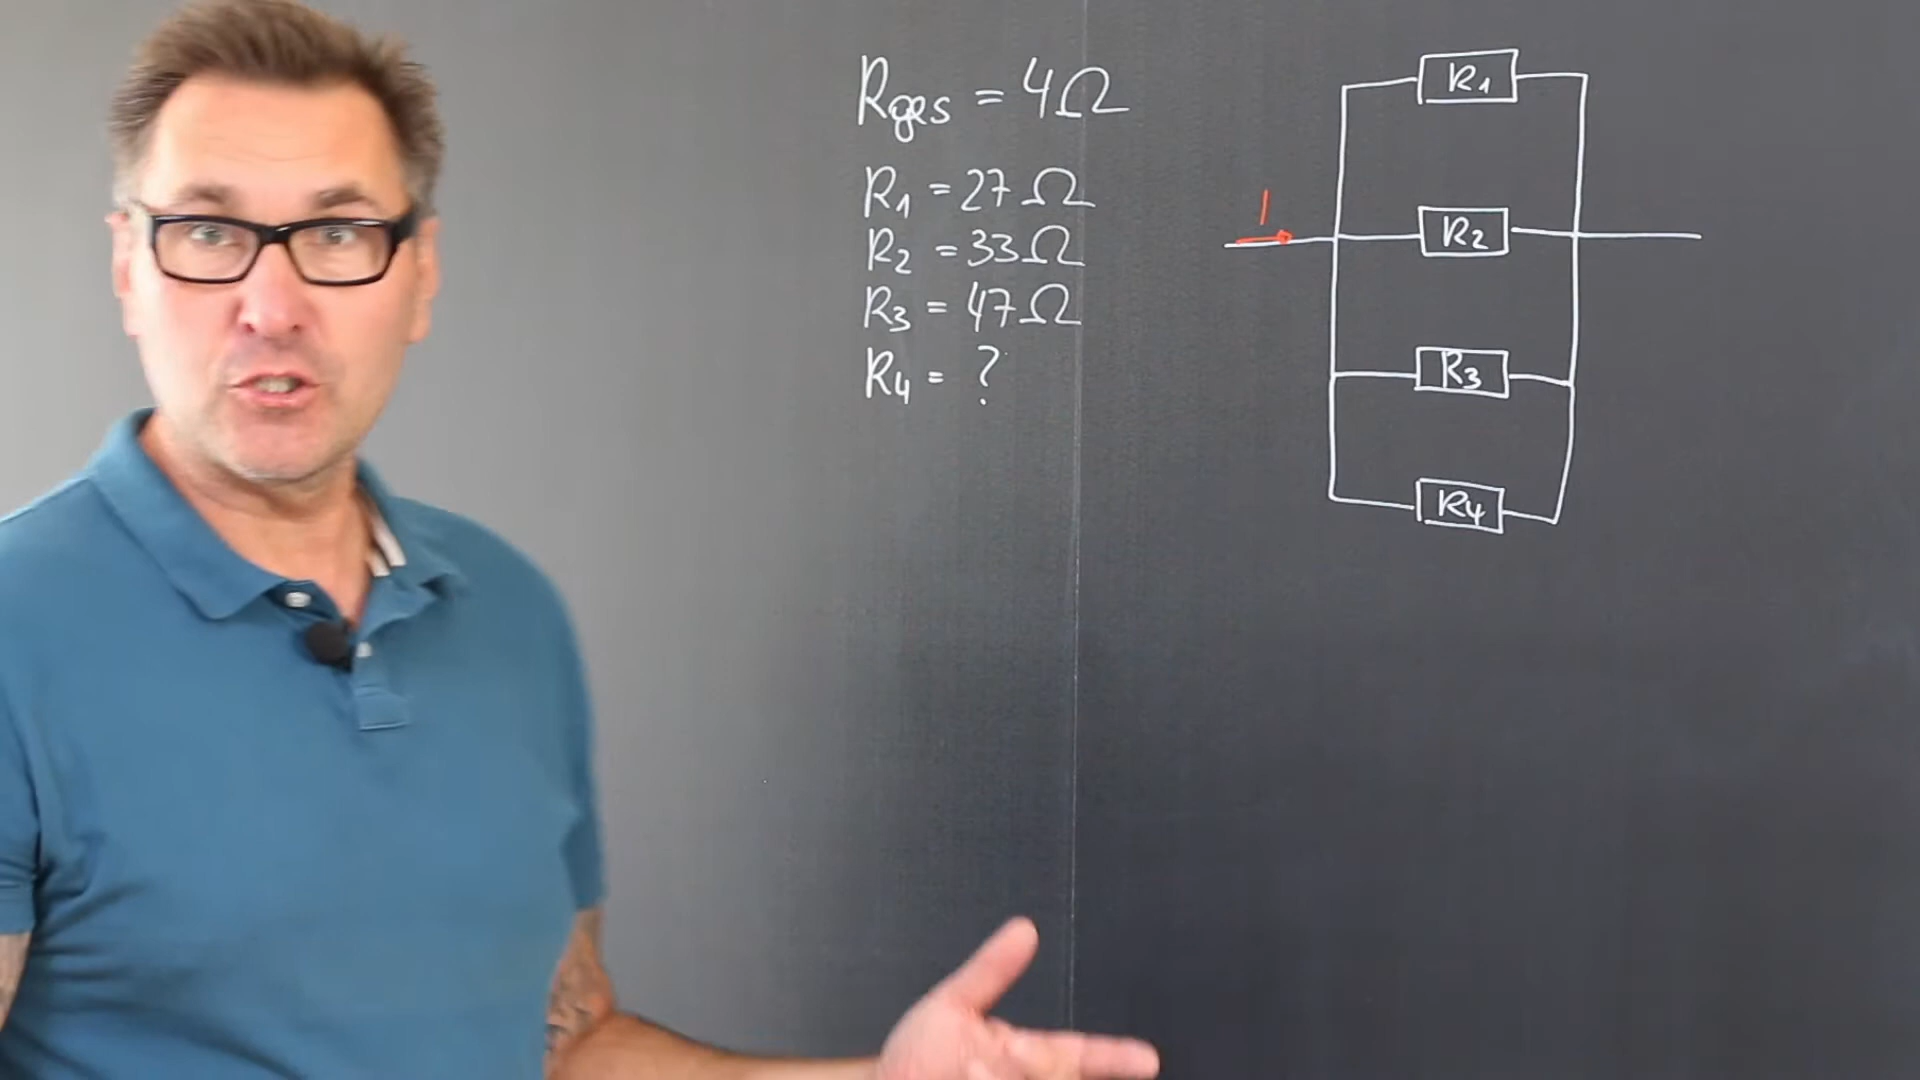 Rges = 4Ω
R1 = 27Ω
R2 = 33Ω
R3 = 47Ω
R4 = ?
I
R1
R2
R3
R4